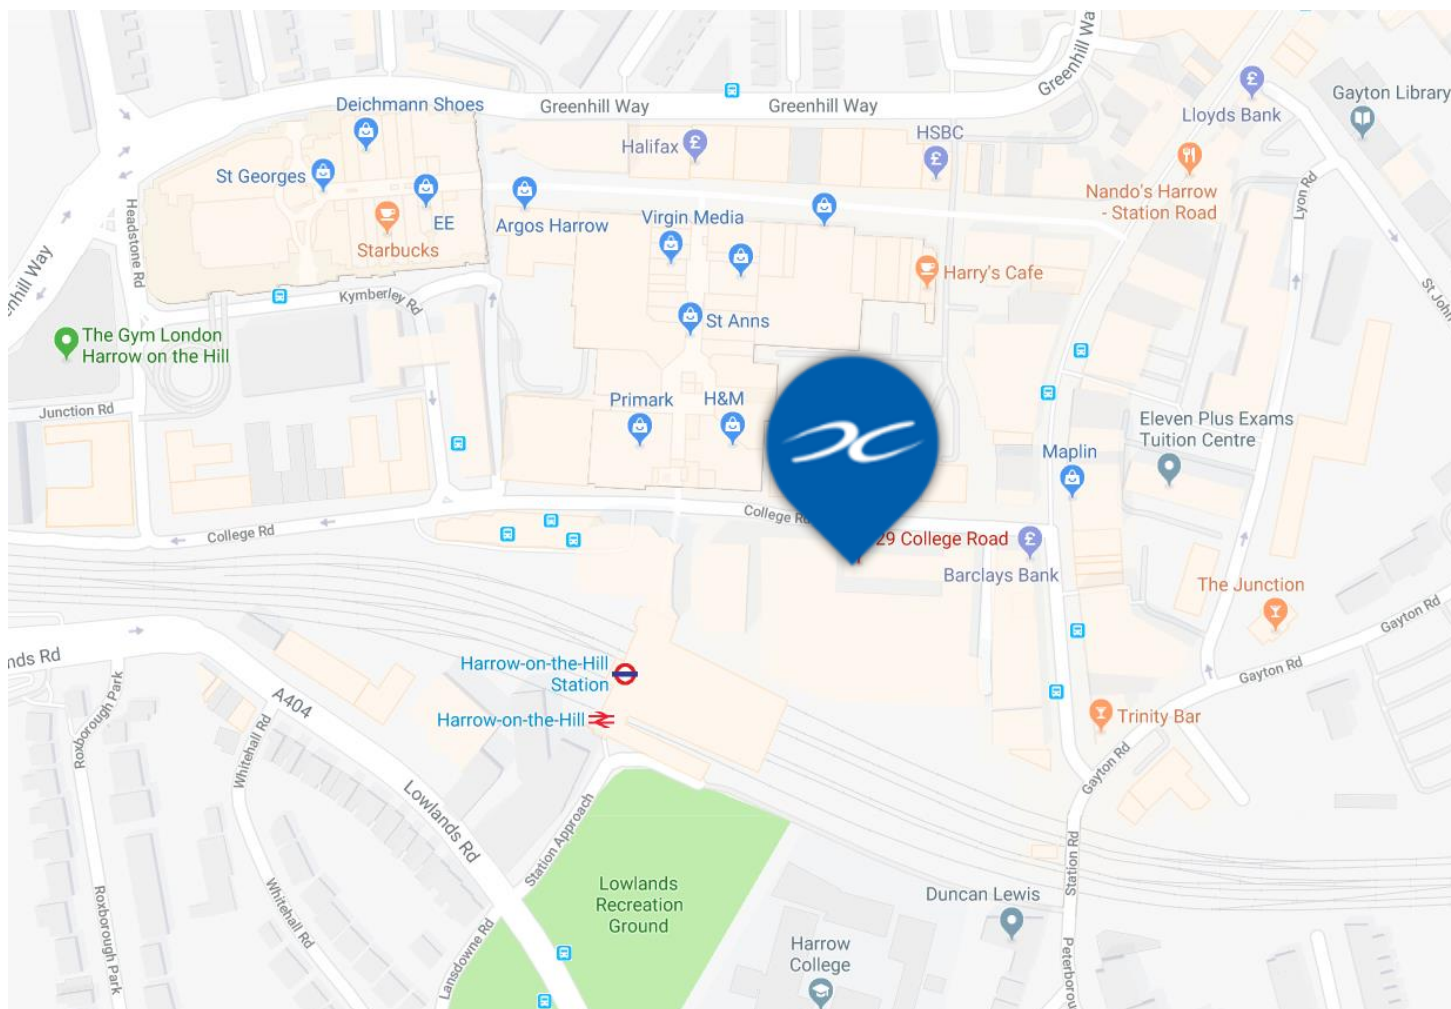 Greenhill Wa
Gayton Library
Deichmann Shoes
Greenhill Way
Greenhill Way
Lloyds Bank
Halifax
HSBC
St Georges
EE
Starbucks
Argos Harrow
Virgin Media
Nando's Harrow
- Station Road
Lyon Rd
Headstone Rd
Harry's Cafe
St John
enhill Way
Kymberley Rd
St Anns
The Gym London
Harrow on the Hill
Junction Rd
Primark
H&M
Eleven Plus Exams
Tuition Centre
Maplin
College Rd
College R
29 College Road
Barclays Bank
The Junction
Gayton Rd
nds Rd
Harrow-on-the-Hill
Station
Gayton Rd
Roxborough Park
A404
Harrow-on-the-Hill
Trinity Bar
Whitehall Rd
Gayton Rd
Lowlands Rd
Station Approach
Station Rd
Roxborough Park
Whitehall Rd
Lowlands
Recreation
Ground
Duncan Lewis
Lansdowne Rd
Harrow
College
Peterborou